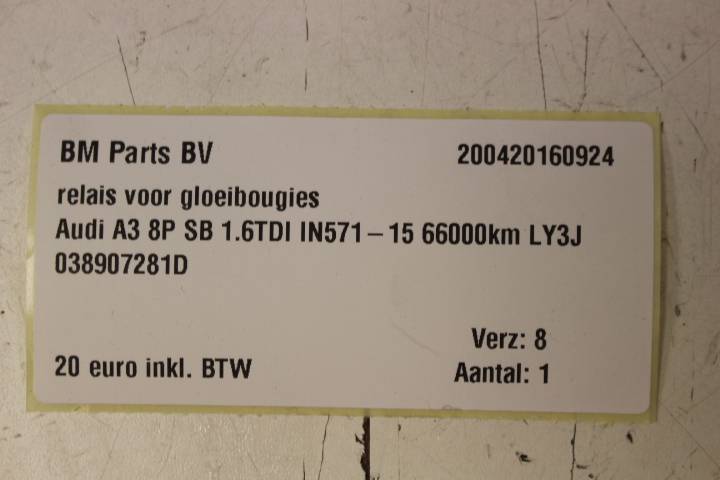 BM Parts BV 200420160924
relais voor gloeibougies
Audi A3 8P SB 1.6TDI IN571-15 66000km LY3J
038907281D
Verz: 8
20 euro inkl. BTW Aantal: 1